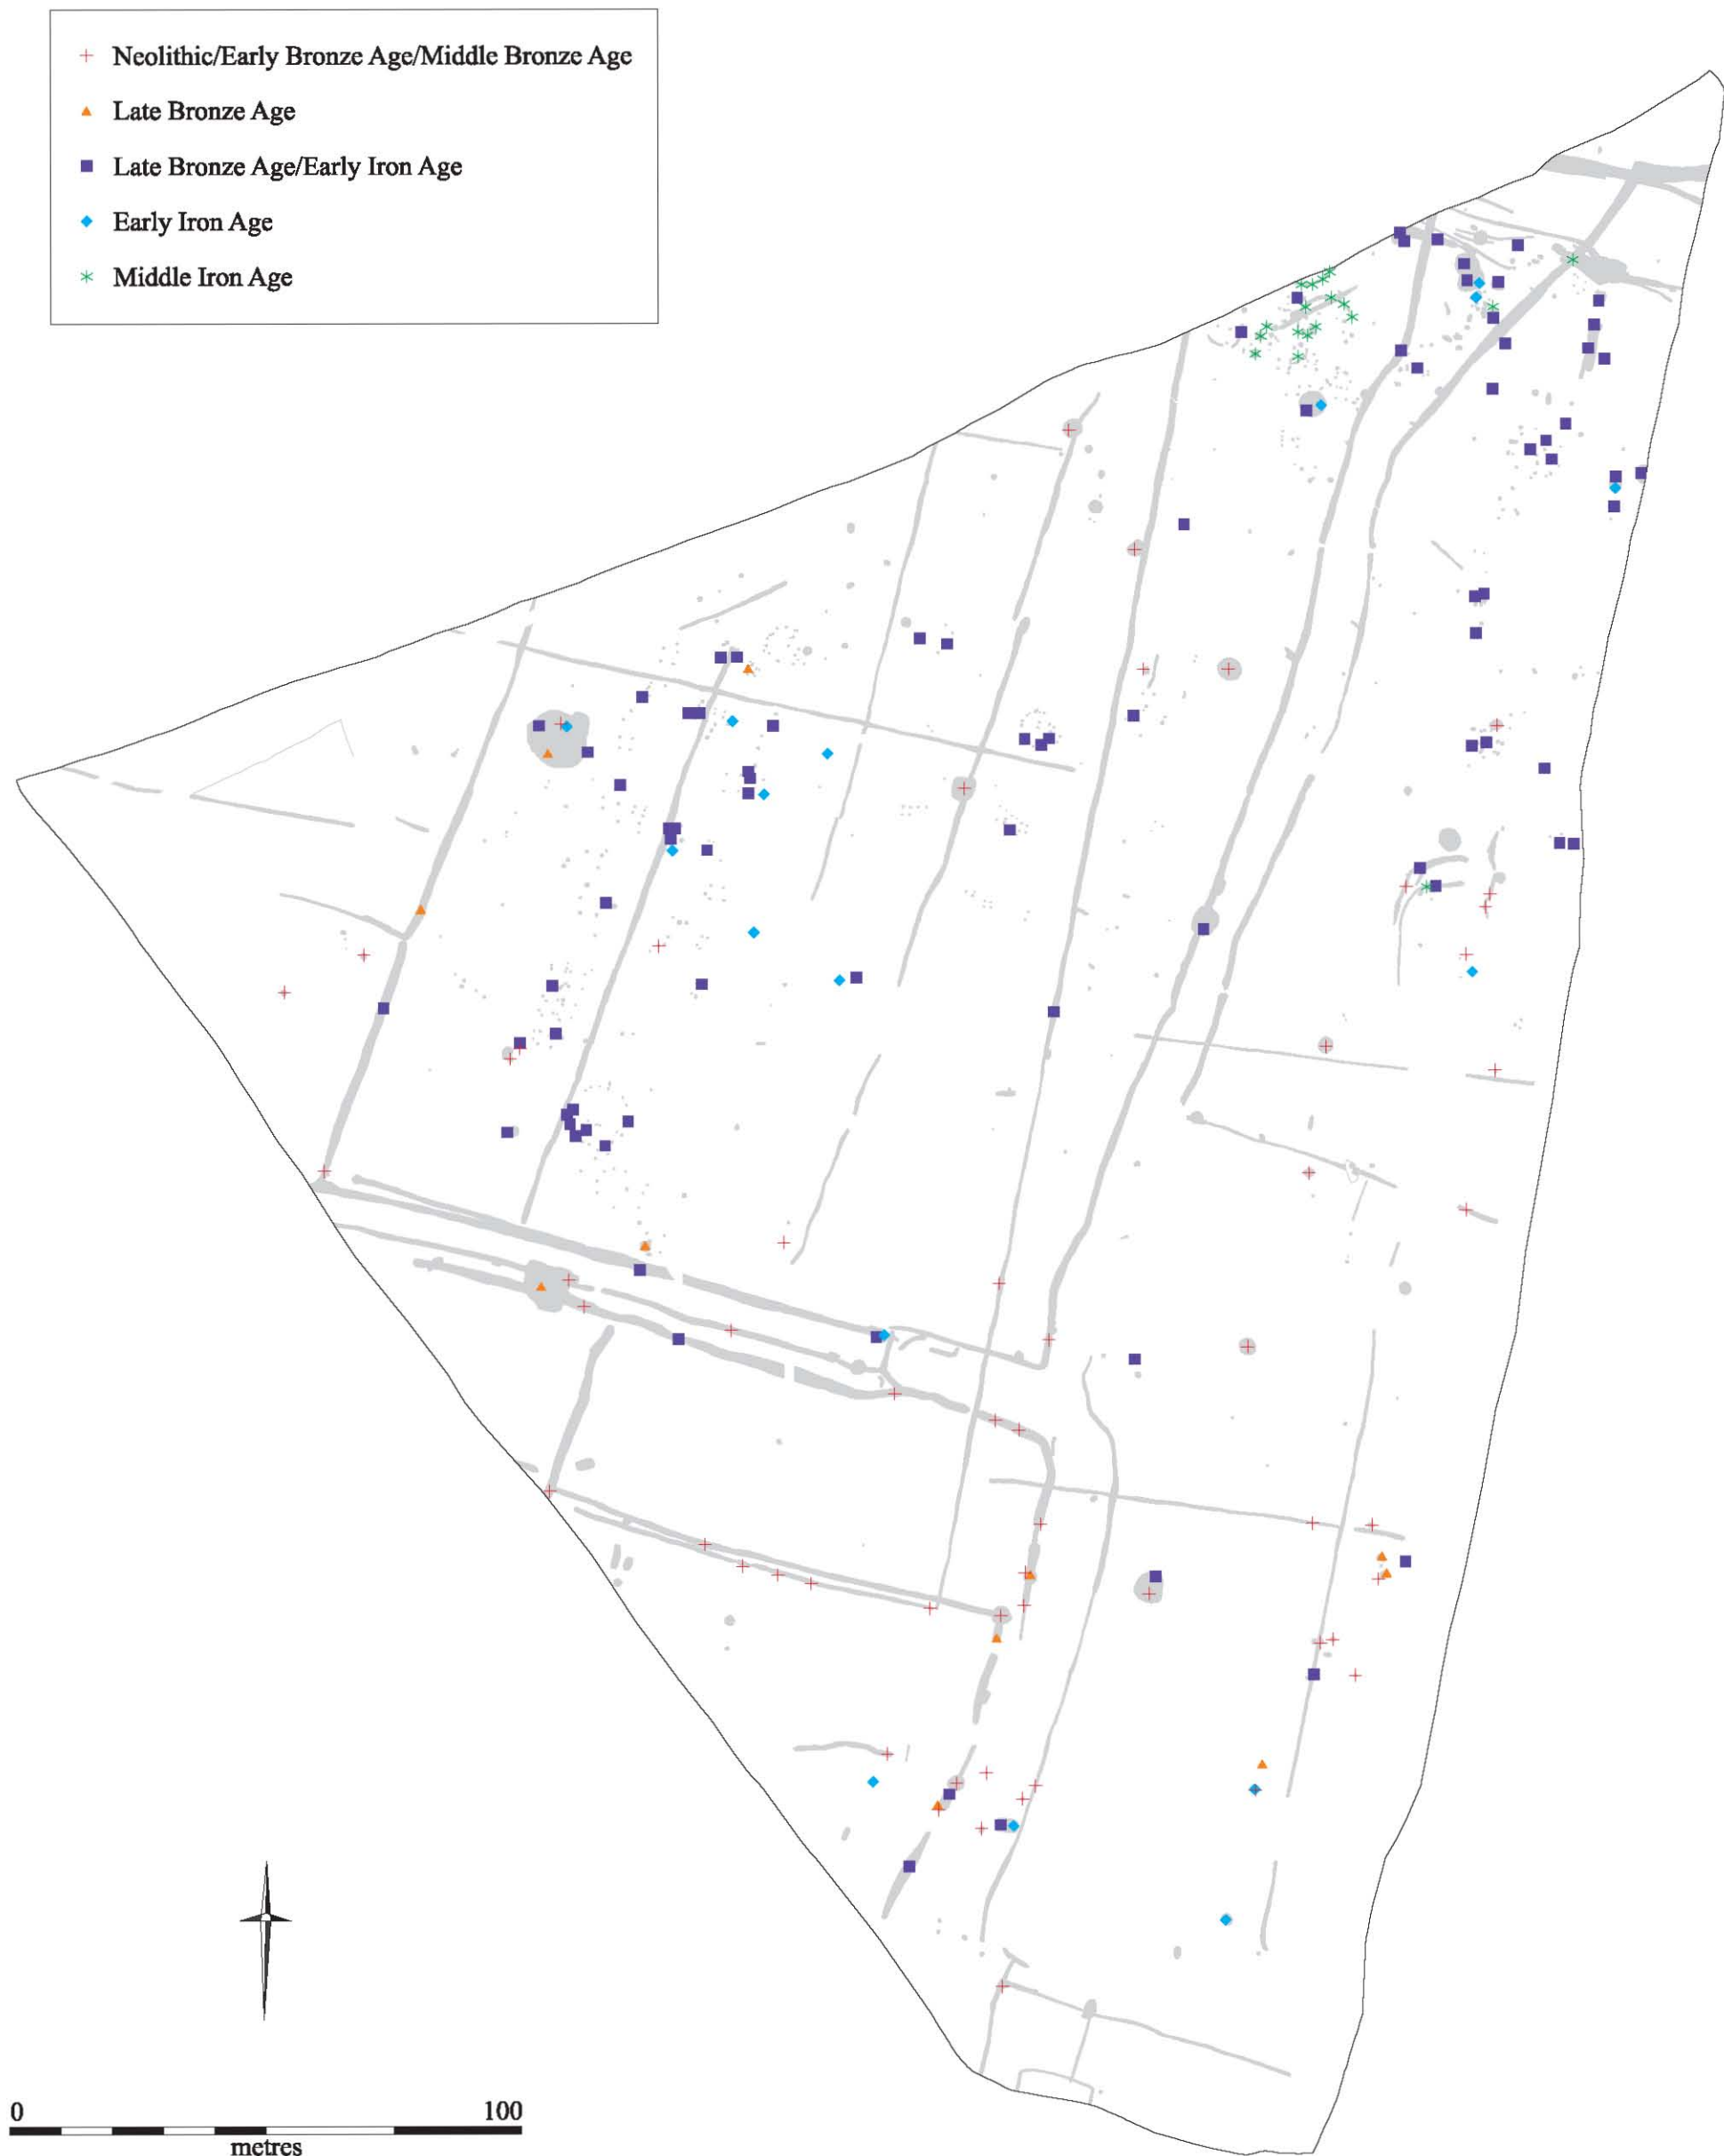 Neolithic/Early Bronze Age/Middle Bronze Age
Late Bronze Age
Late Bronze Age/Early Iron Age
Early Iron Age
Middle Iron Age
0 100
metres